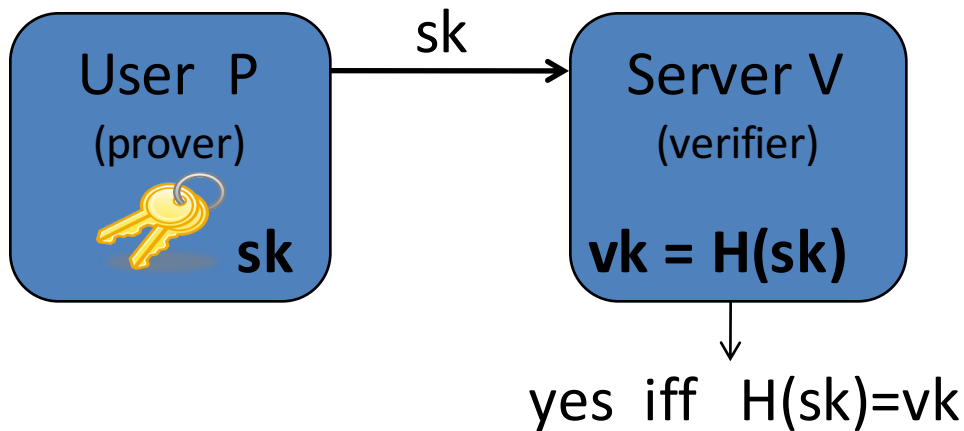 sk
User P
(prover)
sk
Server V
(verifier)
vk = H(sk)
yes iff H(sk)=vk